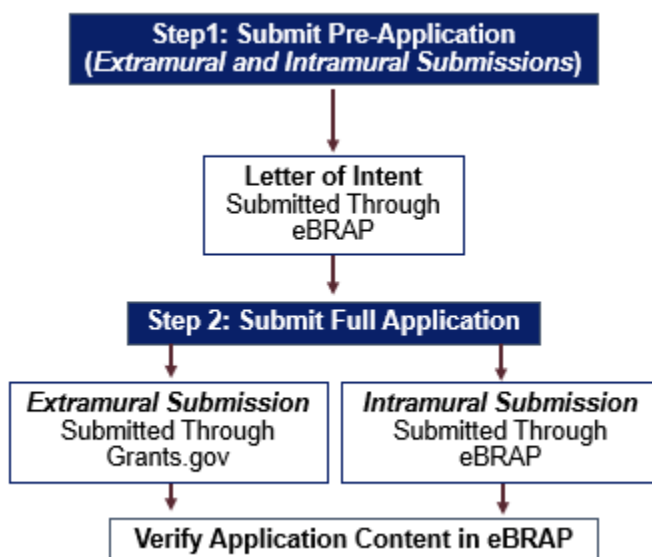 Step1: Submit Pre-Application
(Extramural and Intramural Submissions)
Letter of Intent
Submitted Through
eBRAP
Step 2: Submit Full Application
Extramural Submission
Submitted Through
Grants.gov
Intramural Submission
Submitted Through
eBRAP
Verify Application Content in eBRAP